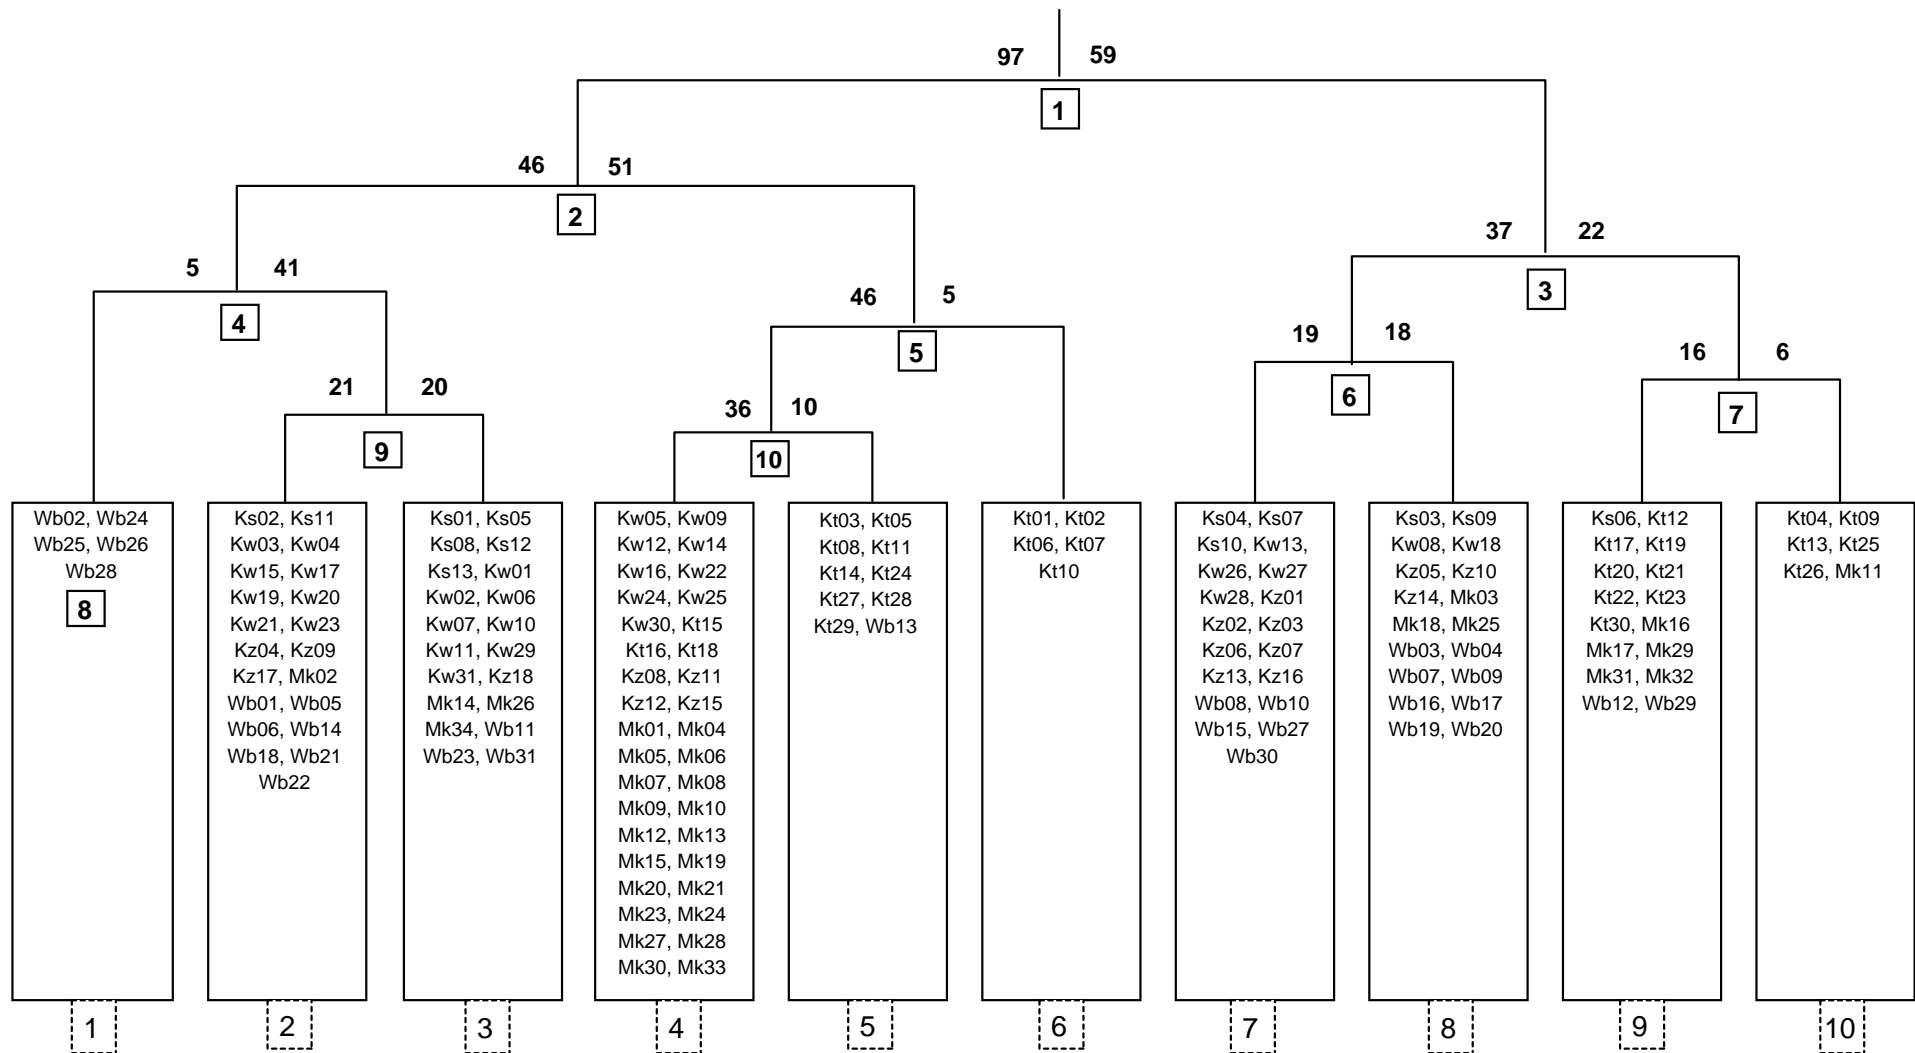 97 59
1
46 51
2
37 22
3
5 41
4
46 5
5
19 18
6
16 6
7
21 20
9
36 10
10
Wb02, Wb24
Wb25, Wb26
Wb28
8
Ks02, Ks11
Kw03, Kw04
Kw15, Kw17
Kw19, Kw20
Kw21, Kw23
Kz04, Kz09
Kz17, Mk02
Wb01, Wb05
Wb06, Wb14
Wb18, Wb21
Wb22
Ks01, Ks05
Ks08, Ks12
Ks13, Kw01
Kw02, Kw06
Kw07, Kw10
Kw11, Kw29
Kw31, Kz18
Mk14, Mk26
Mk34, Wb11
Wb23, Wb31
Kw05, Kw09
Kw12, Kw14
Kw16, Kw22
Kw24, Kw25
Kw30, Kt15
Kt16, Kt18
Kz08, Kz11
Kz12, Kz15
Mk01, Mk04
Mk05, Mk06
Mk07, Mk08
Mk09, Mk10
Mk12, Mk13
Mk15, Mk19
Mk20, Mk21
Mk23, Mk24
Mk27, Mk28
Mk30, Mk33
Kt03, Kt05
Kt08, Kt11
Kt14, Kt24
Kt27, Kt28
Kt29, Wb13
Kt01, Kt02
Kt06, Kt07
Kt10
Ks04, Ks07
Ks10, Kw13,
Kw26, Kw27
Kw28, Kz01
Kz02, Kz03
Kz06, Kz07
Kz13, Kz16
Wb08, Wb10
Wb15, Wb27
Wb30
Ks03, Ks09
Kw08, Kw18
Kz05, Kz10
Kz14, Mk03
Mk18, Mk25
Wb03, Wb04
Wb07, Wb09
Wb16, Wb17
Wb19, Wb20
Ks06, Kt12
Kt17, Kt19
Kt20, Kt21
Kt22, Kt23
Kt30, Mk16
Mk17, Mk29
Mk31, Mk32
Wb12, Wb29
Kt04, Kt09
Kt13, Kt25
Kt26, Mk11
1 2 3 4 5 6 7 8 9 10